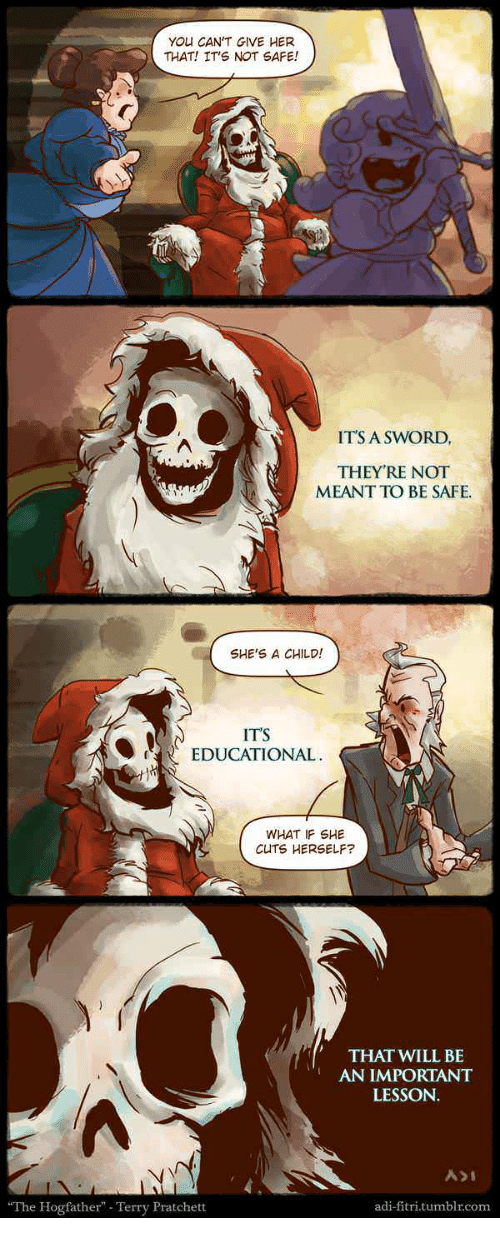 YOU CAN'T GIVE HER
THAT! IT'S NOT SAFE!
IT'S A SWORD,
THEY'RE NOT
MEANT TO BE SAFE.
SHE'S A CHILD!
IT'S
EDUCATIONAL.
WHAT IF SHE
CUTS HERSELF?
THAT WILL BE
AN IMPORTANT
LESSON.
"The Hogfather" - Terry Pratchett
adi-fitri.tumblr.com